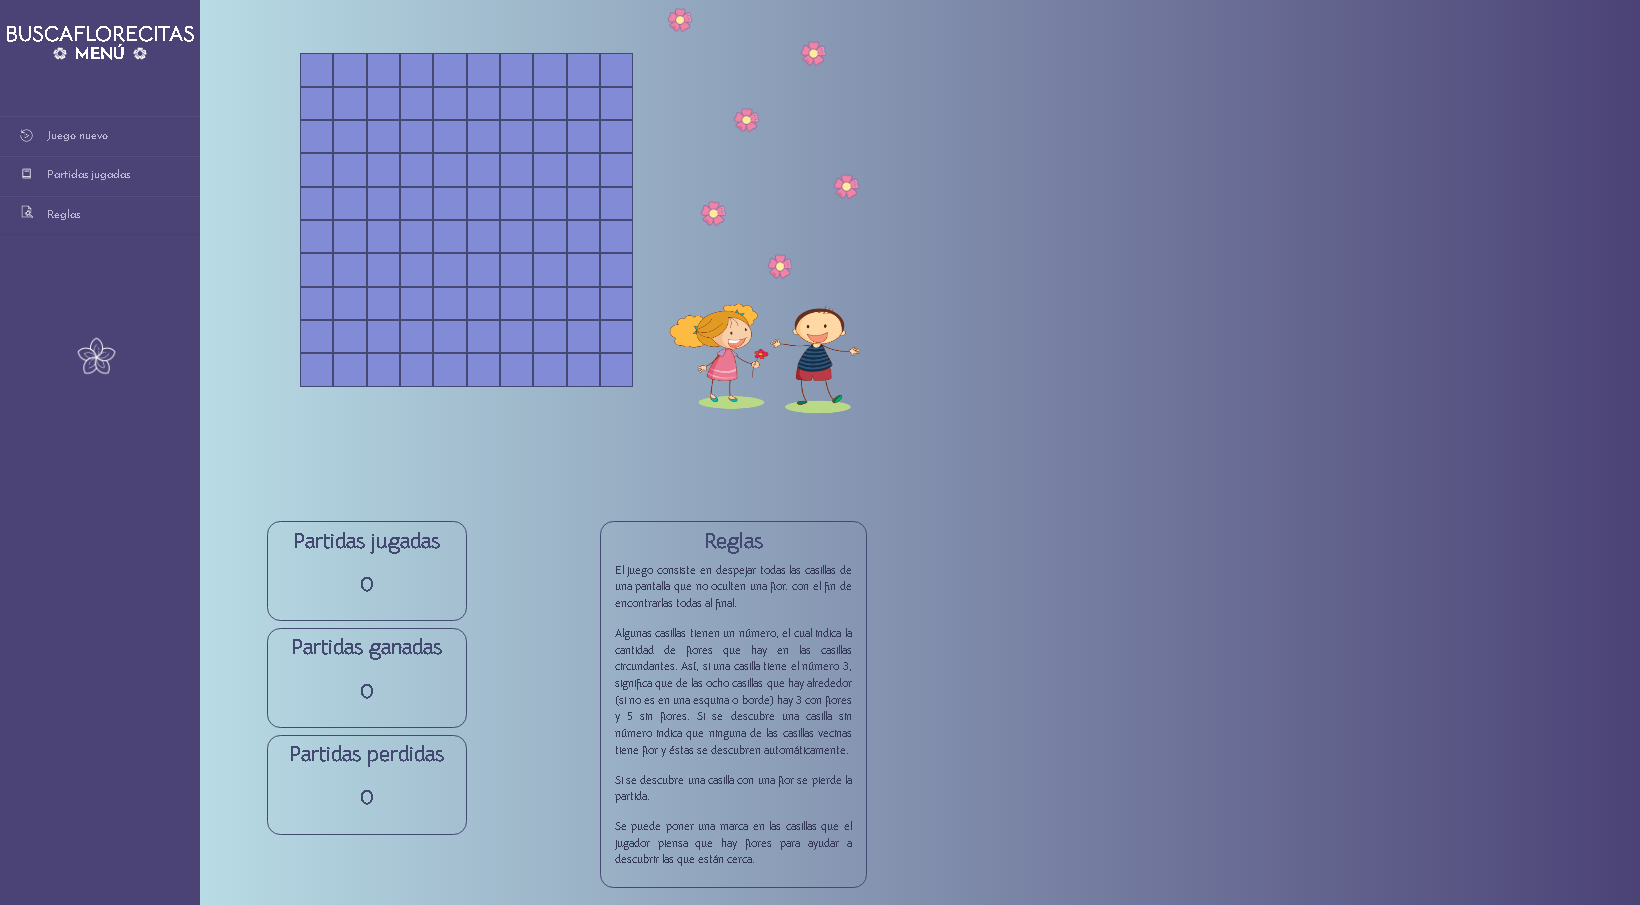 BUSCAFLORECITAS
MENÚ
Juego nuevo
Partidas jugadas
Reglas
Partidas jugadas
0
Partidas ganadas
0
Partidas perdidas
0
Reglas
El juego consiste en despejar todas las casillas de
una pantalla que no oculten una flor, con el fin de
encontrarlas todas al final.
Algunas casillas tienen un número, el cual indica la
cantidad de flores que hay en las casillas
circundantes. Así, si una casilla tiene el número 3,
significa que de las ocho casillas que hay alrededor
(si no es en una esquina o borde) hay 3 con flores
y 5 sin flores. Si se descubre una casilla sin
número indica que ninguna de las casillas vecinas
tiene flor y éstas se descubren automáticamente.
Si se descubre una casilla con una flor se pierde la
partida.
Se puede poner una marca en las casillas que el
jugador piensa que hay flores para ayudar a
descubrir las que están cerca.